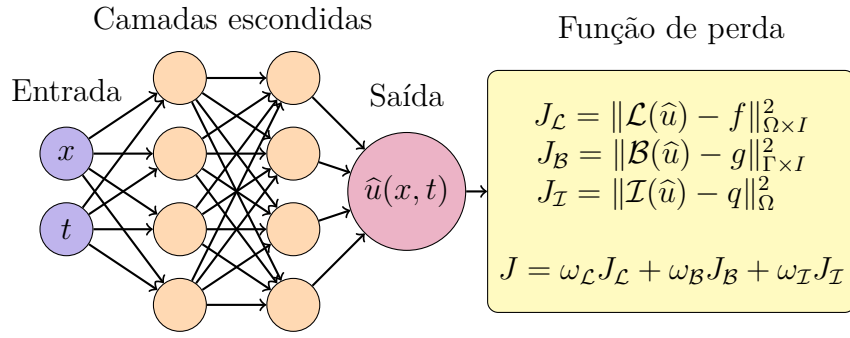 Camadas escondidas
Função de perda
Entrada
Saída
x
t
û(x, t)
J_ℒ = ‖ℒ(û) − f‖²_{Ω×I}
J_ℬ = ‖ℬ(û) − g‖²_{Γ×I}
J_ℐ = ‖ℐ(û) − q‖²_Ω
J = ω_ℒ J_ℒ + ω_ℬ J_ℬ + ω_ℐ J_ℐ